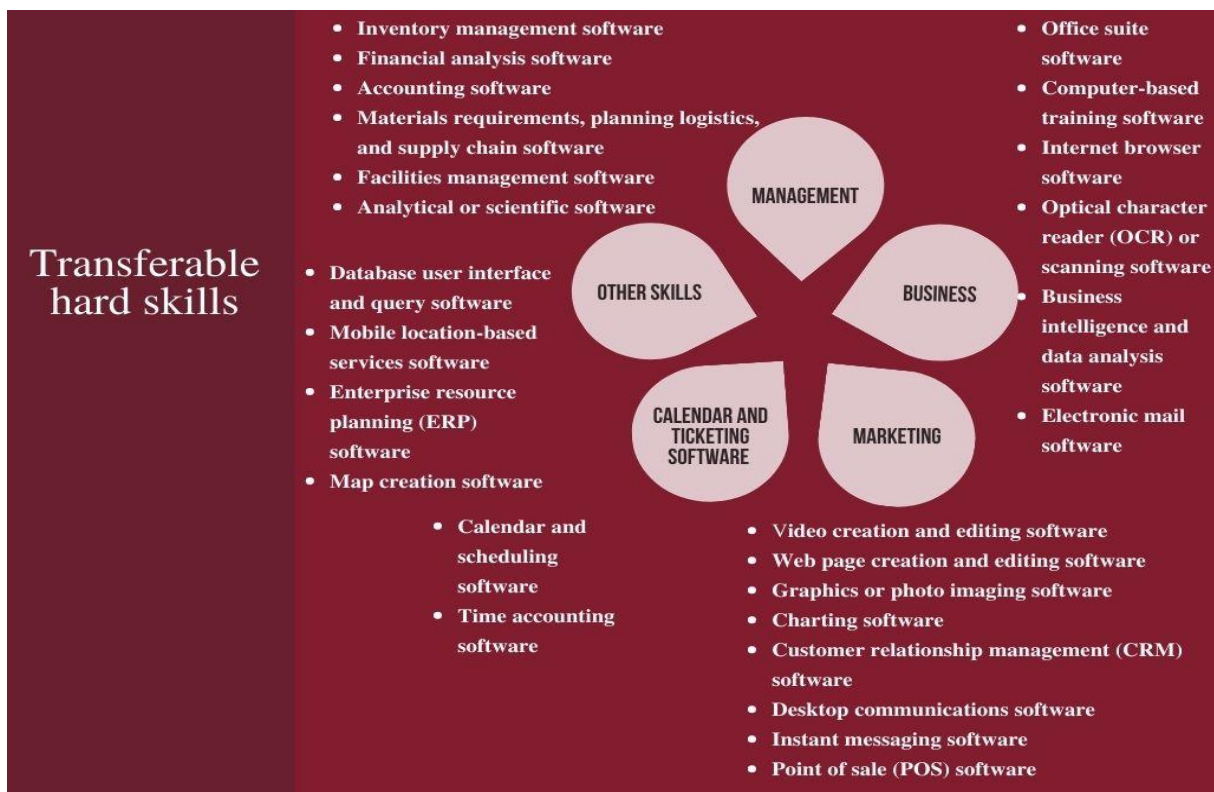 Transferable
hard skills
• Inventory management software
• Financial analysis software
• Accounting software
• Materials requirements, planning logistics,
and supply chain software
• Facilities management software
• Analytical or scientific software
MANAGEMENT
• Office suite
software
• Computer-based
training software
• Internet browser
software
• Optical character
reader (OCR) or
scanning software
• Business
intelligence and
data analysis
software
• Electronic mail
software
BUSINESS
OTHER SKILLS
• Database user interface
and query software
• Mobile location-based
services software
• Enterprise resource
planning (ERP)
software
• Map creation software
CALENDAR AND
TICKETING
SOFTWARE
• Calendar and
scheduling
software
• Time accounting
software
MARKETING
• Video creation and editing software
• Web page creation and editing software
• Graphics or photo imaging software
• Charting software
• Customer relationship management (CRM)
software
• Desktop communications software
• Instant messaging software
• Point of sale (POS) software